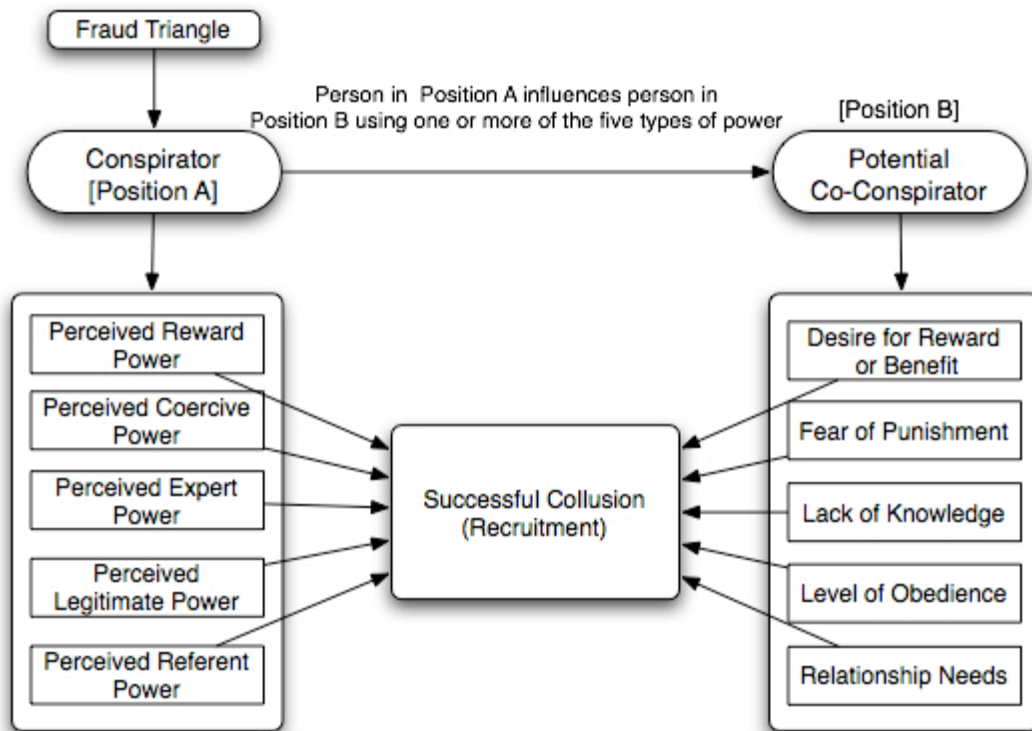 Fraud Triangle
Person in Position A influences person in
Position B using one or more of the five types of power
[Position B]
Conspirator
[Position A]
Potential
Co-Conspirator
Perceived Reward
Power
Perceived Coercive
Power
Perceived Expert
Power
Perceived
Legitimate Power
Perceived Referent
Power
Successful Collusion
(Recruitment)
Desire for Reward
or Benefit
Fear of Punishment
Lack of Knowledge
Level of Obedience
Relationship Needs